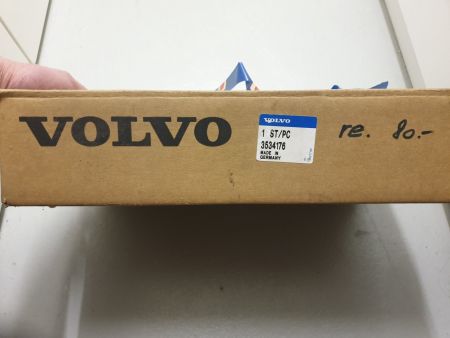 VOLVO
VOLVO
1 ST/PC
3534176
MADE IN
GERMANY
re. 80.-